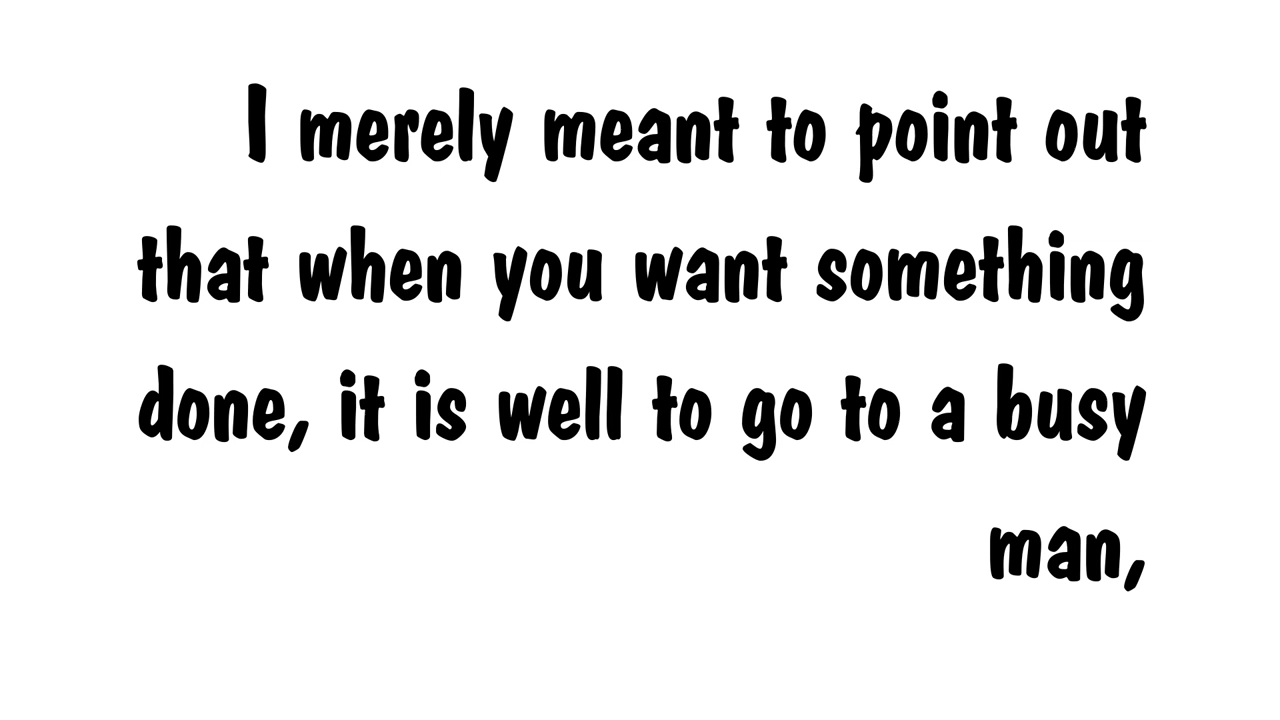 I merely meant to point out
that when you want something
done, it is well to go to a busy
man,